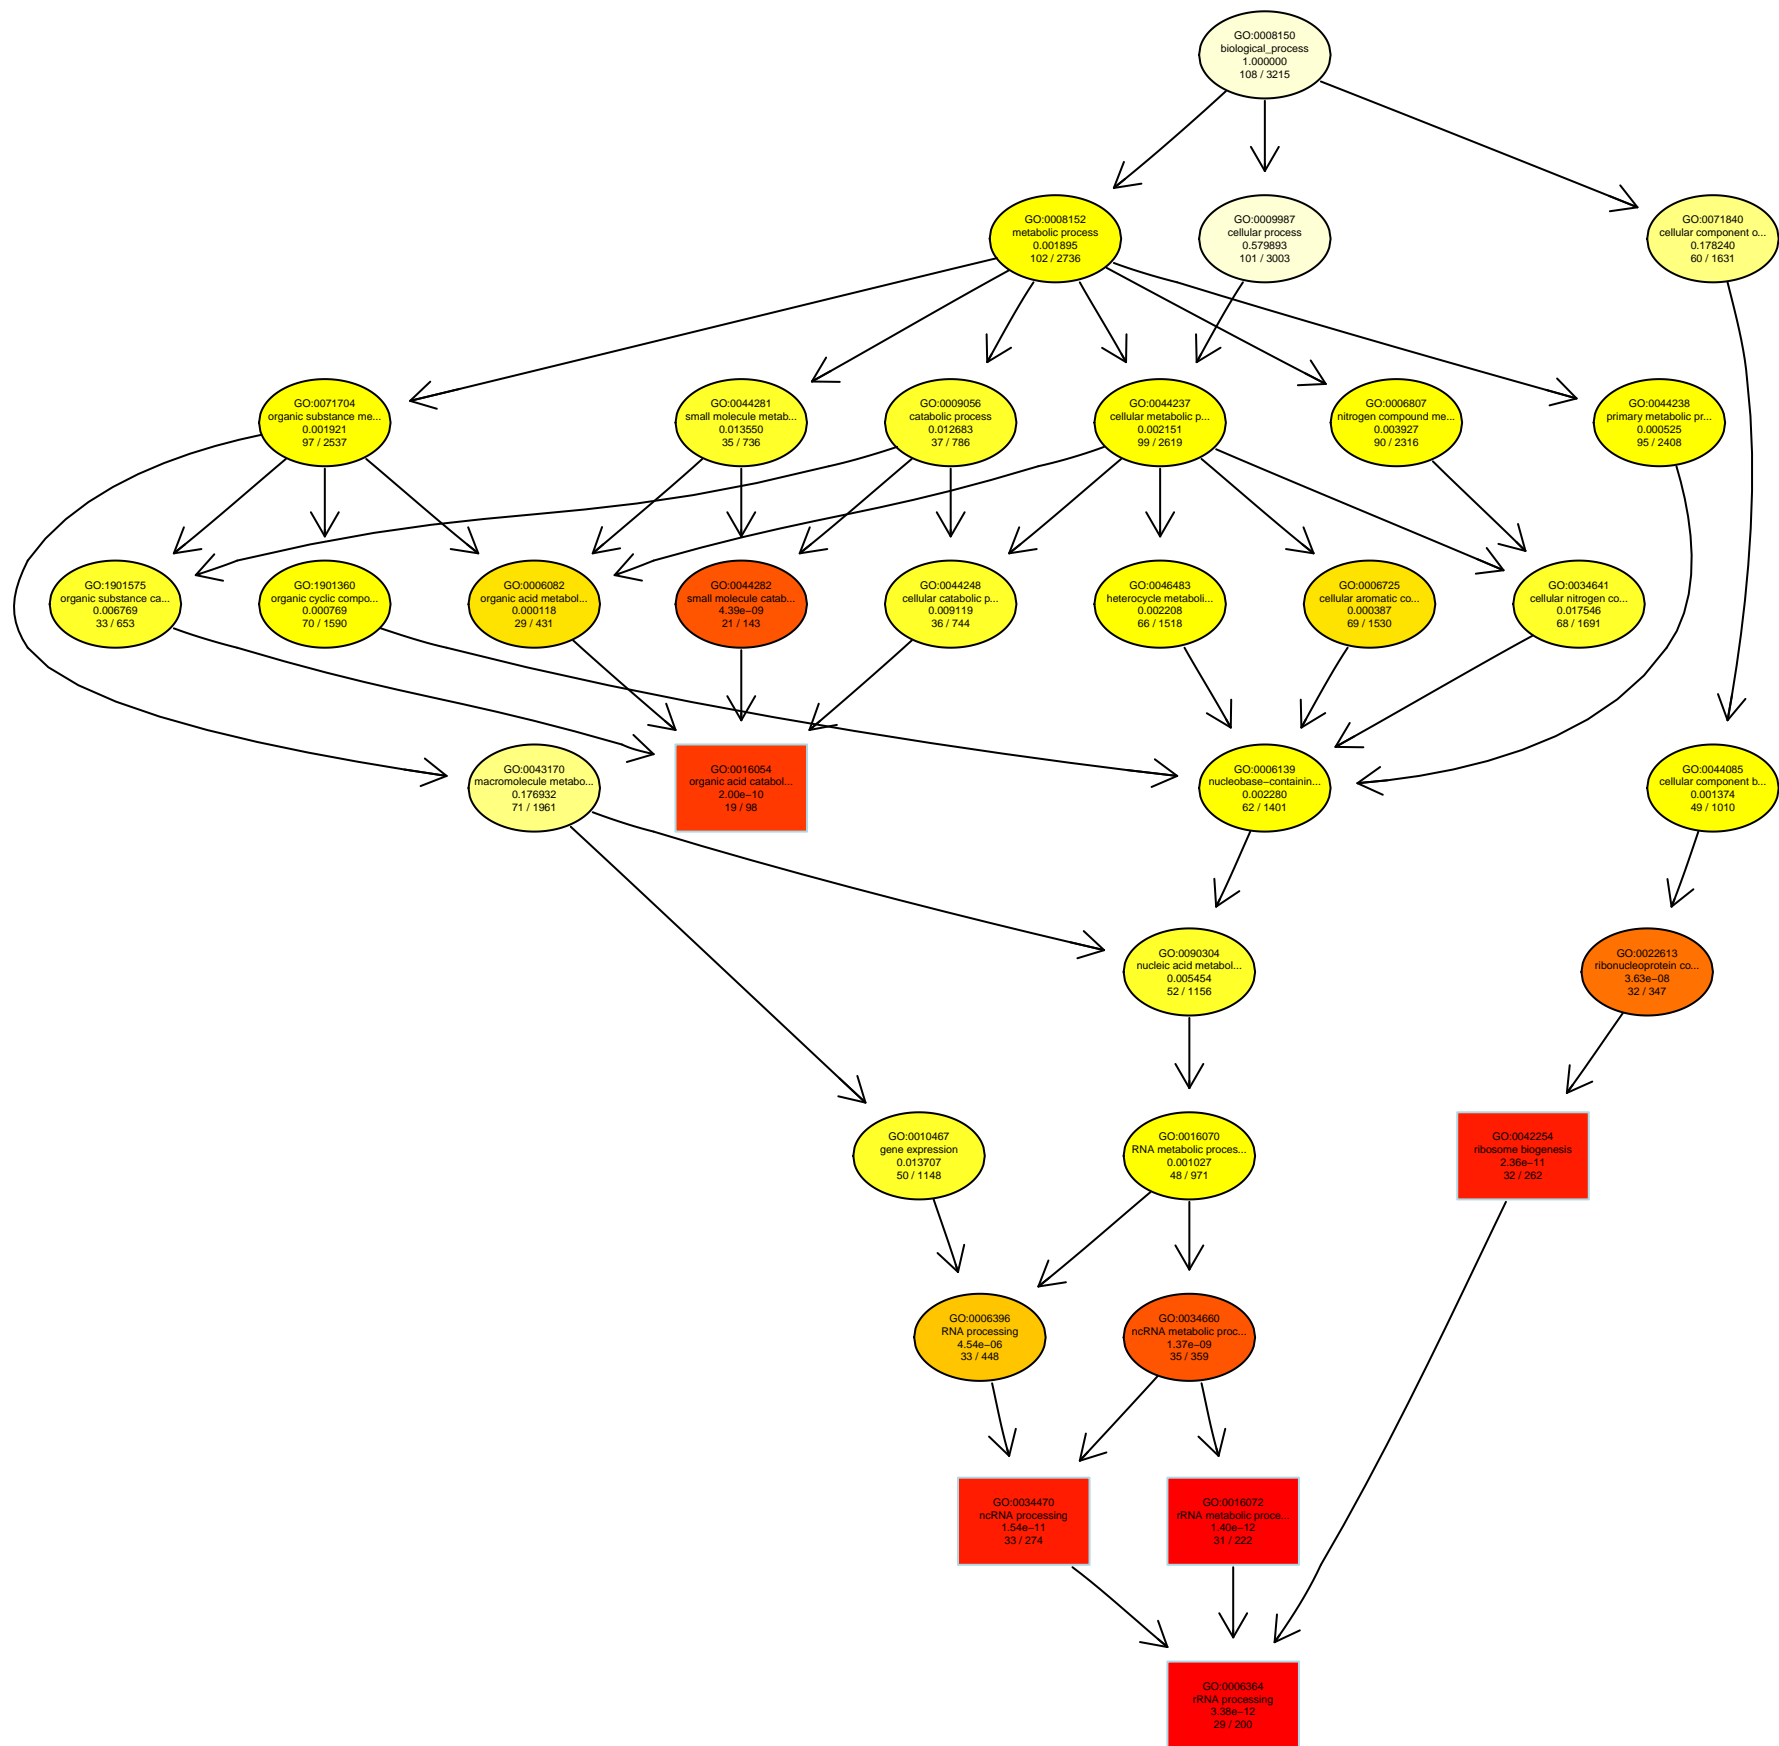 GO:0008150
biological_process
1.000000
108 / 3215
GO:0008152
metabolic process
0.001895
102 / 2736
GO:0009987
cellular process
0.579893
101 / 3003
GO:0071840
cellular component o...
0.178240
60 / 1631
GO:0071704
organic substance me...
0.001921
97 / 2537
GO:0044281
small molecule metab...
0.013550
35 / 736
GO:0009056
catabolic process
0.012683
37 / 786
GO:0044237
cellular metabolic p...
0.002151
99 / 2619
GO:0006807
nitrogen compound me...
0.003927
90 / 2316
GO:0044238
primary metabolic pr...
0.000525
95 / 2408
GO:1901575
organic substance ca...
0.006769
33 / 653
GO:1901360
organic cyclic compo...
0.000769
70 / 1590
GO:0006082
organic acid metabol...
0.000118
29 / 431
GO:0044282
small molecule catab...
4.39e−09
21 / 143
GO:0044248
cellular catabolic p...
0.009119
36 / 744
GO:0046483
heterocycle metaboli...
0.002208
66 / 1518
GO:0006725
cellular aromatic co...
0.000387
69 / 1530
GO:0034641
cellular nitrogen co...
0.017546
68 / 1691
GO:0043170
macromolecule metabo...
0.176932
71 / 1961
GO:0016054
organic acid catabol...
2.00e−10
19 / 98
GO:0006139
nucleobase−containin...
0.002280
62 / 1401
GO:0044085
cellular component b...
0.001374
49 / 1010
GO:0090304
nucleic acid metabol...
0.005454
52 / 1156
GO:0022613
ribonucleoprotein co...
3.63e−08
32 / 347
GO:0010467
gene expression
0.013707
50 / 1148
GO:0016070
RNA metabolic proces...
0.001027
48 / 971
GO:0042254
ribosome biogenesis
2.36e−11
32 / 262
GO:0006396
RNA processing
4.54e−06
33 / 448
GO:0034660
ncRNA metabolic proc...
1.37e−09
35 / 359
GO:0034470
ncRNA processing
1.54e−11
33 / 274
GO:0016072
rRNA metabolic proce...
1.40e−12
31 / 222
GO:0006364
rRNA processing
3.38e−12
29 / 200